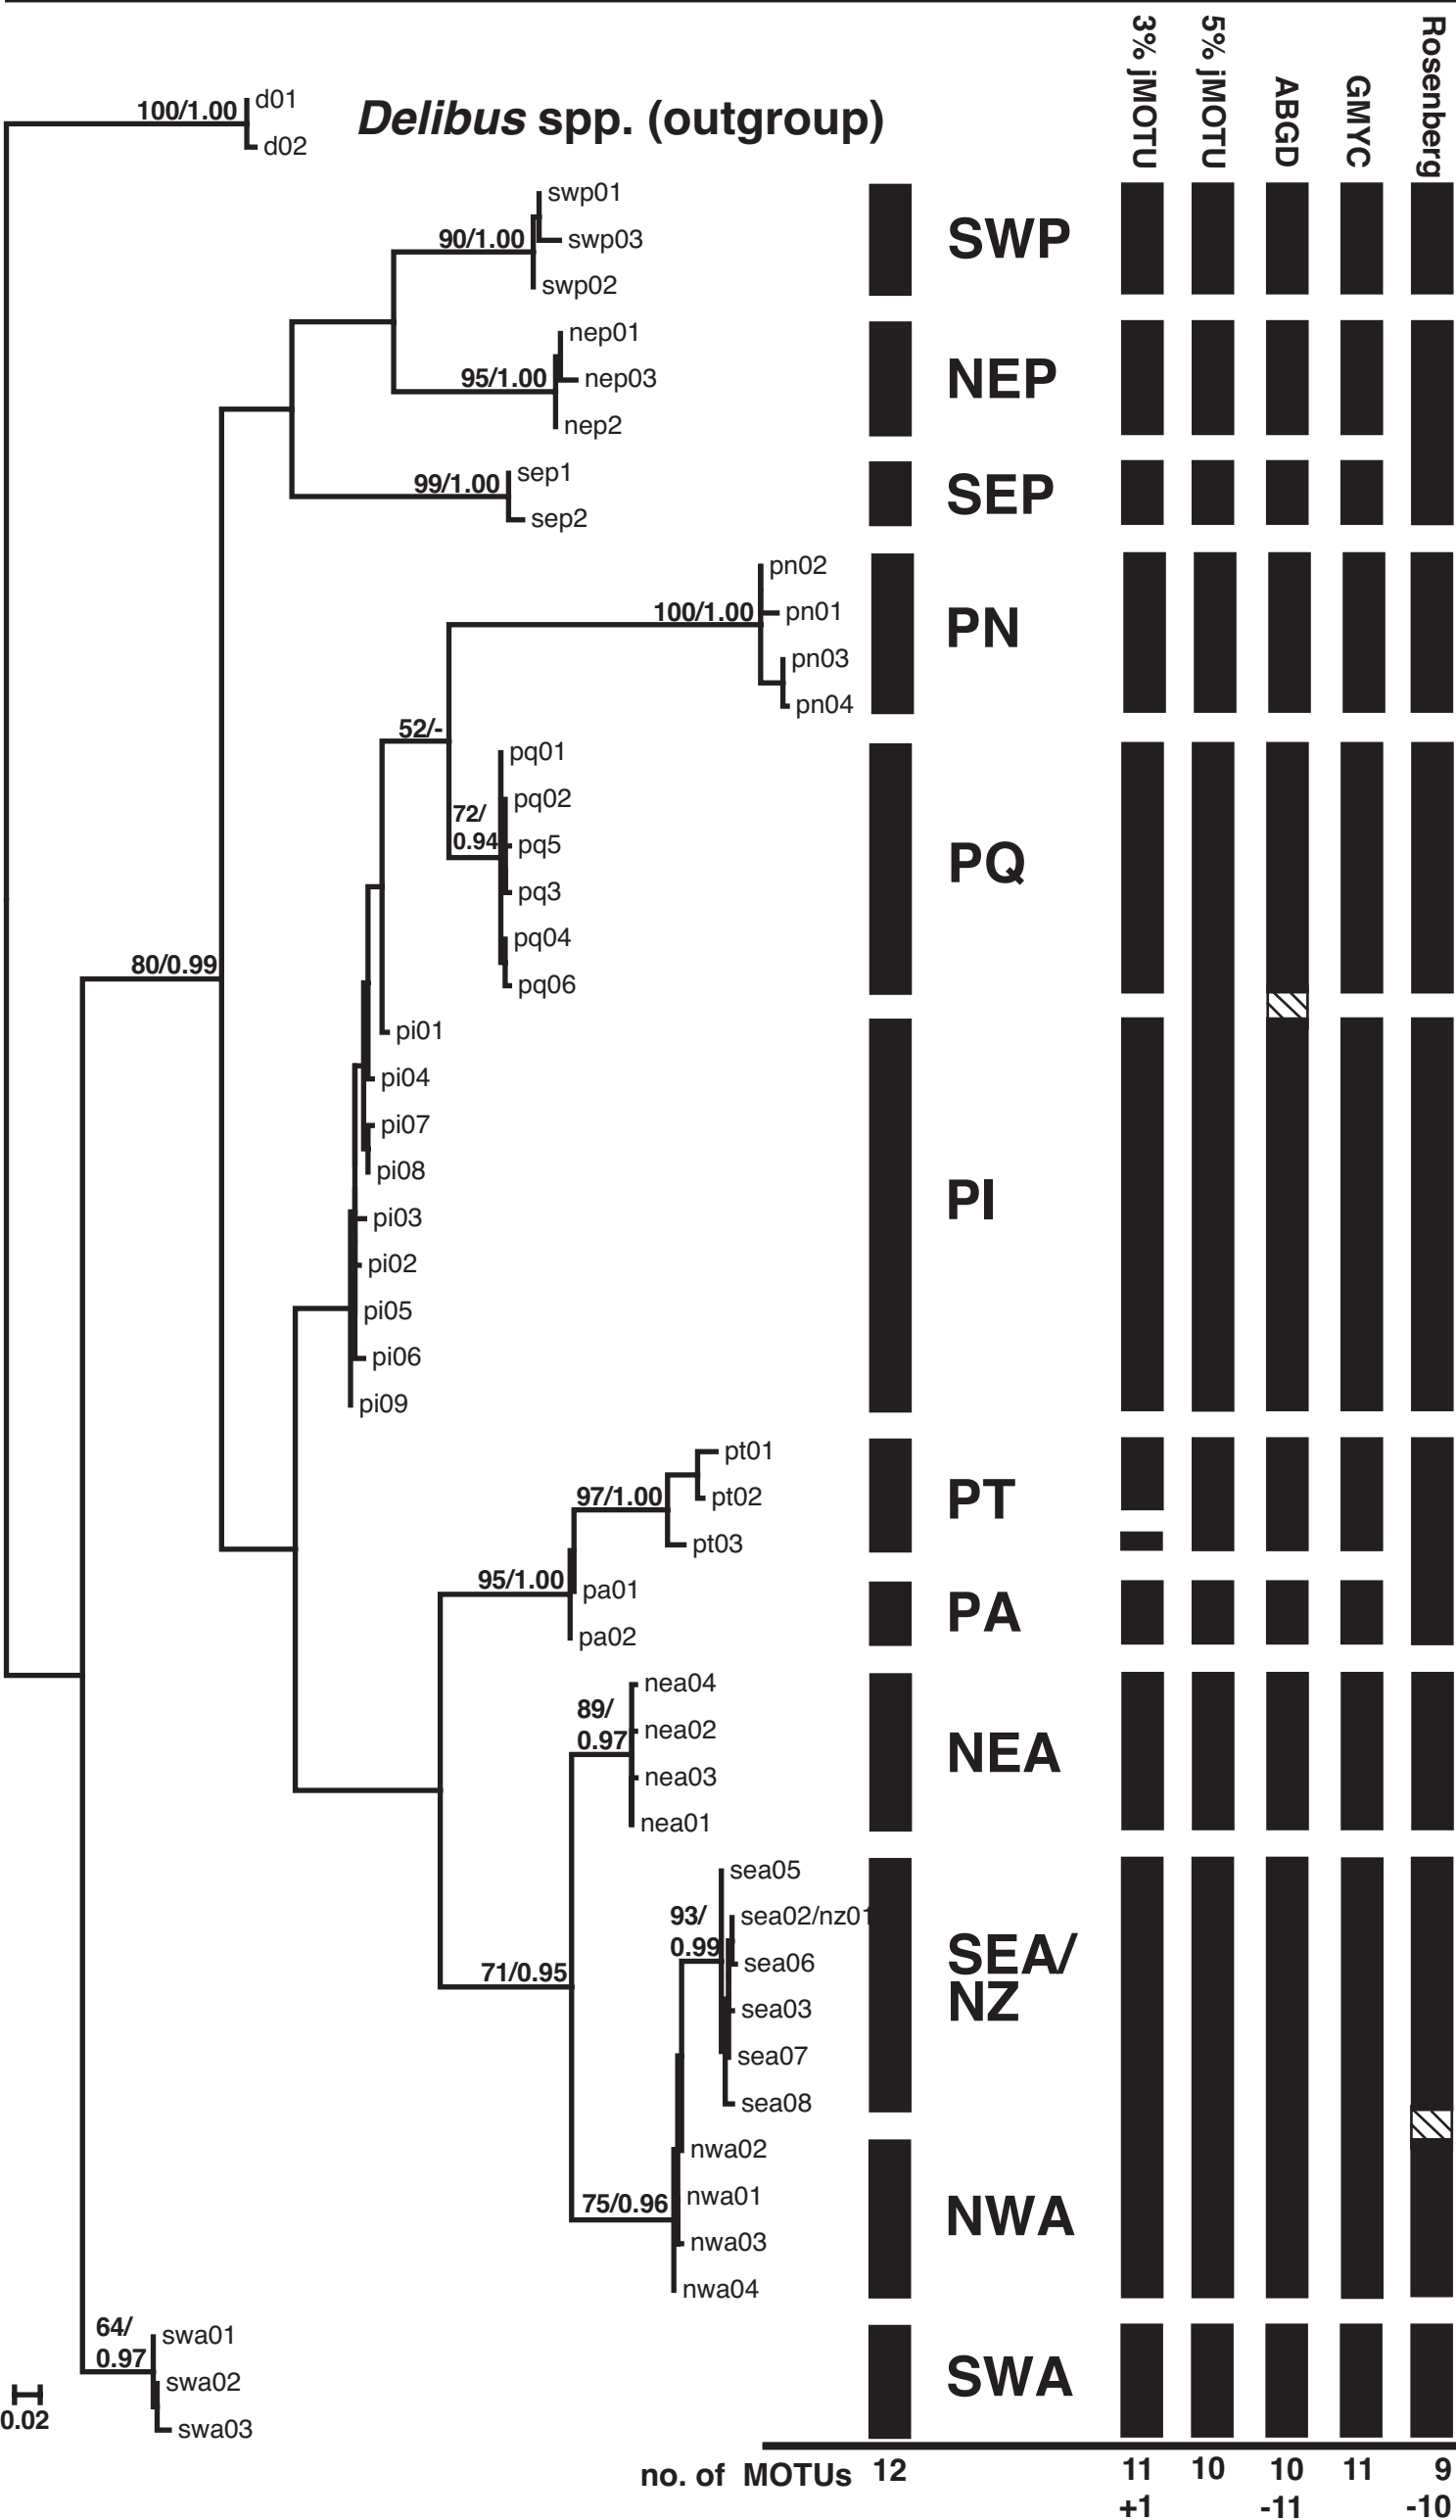 3% jMOTU
5% jMOTU
ABGD
GMYC
Rosenberg
100/1.00
d01
d02
Delibus spp. (outgroup)
swp01
90/1.00
swp03
swp02
SWP
nep01
95/1.00
nep03
nep2
NEP
sep1
99/1.00
sep2
SEP
pn02
100/1.00
pn01
pn03
pn04
PN
52/-
pq01
pq02
72/
0.94
pq5
pq3
pq04
pq06
PQ
80/0.99
pi01
pi04
pi07
pi08
pi03
pi02
pi05
pi06
pi09
PI
pt01
97/1.00
pt02
pt03
PT
95/1.00
pa01
pa02
PA
nea04
89/
0.97
nea02
nea03
nea01
NEA
sea05
93/
0.99
sea02/nz01
sea06
sea03
sea07
sea08
SEA/
NZ
71/0.95
nwa02
75/0.96
nwa01
nwa03
nwa04
NWA
64/
0.97
swa01
swa02
swa03
SWA
0.02
no. of MOTUs 12 11 10 10 11 9
+1 -11 -10